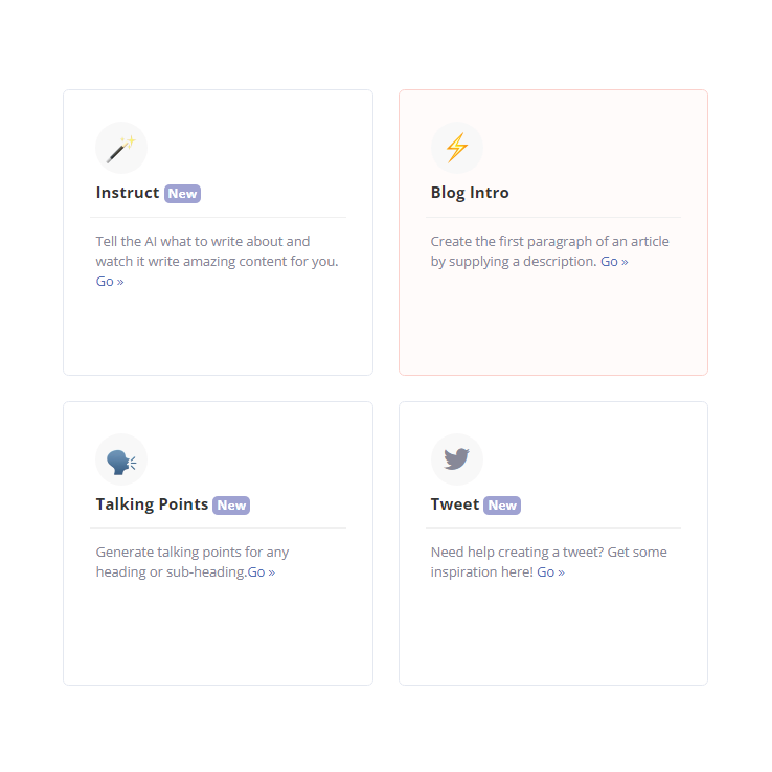 Instruct New
Tell the AI what to write about and
watch it write amazing content for you.
Go »
Blog Intro
Create the first paragraph of an article
by supplying a description. Go »
Talking Points New
Generate talking points for any
heading or sub-heading.Go »
Tweet New
Need help creating a tweet? Get some
inspiration here! Go »